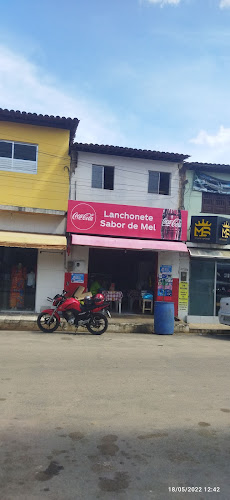 Coca-Cola
Lanchonete
Sabor de Mel
Coca-Cola
18/05/2022 12:42